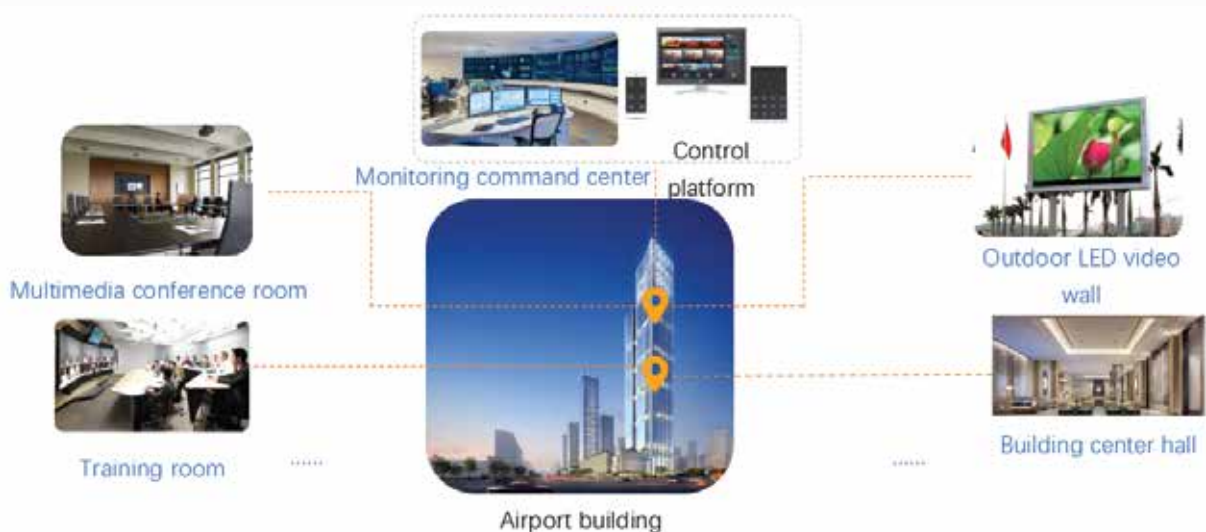 Control
platform
Monitoring command center
Outdoor LED video
wall
Multimedia conference room
Building center hall
Training room
......
......
Airport building